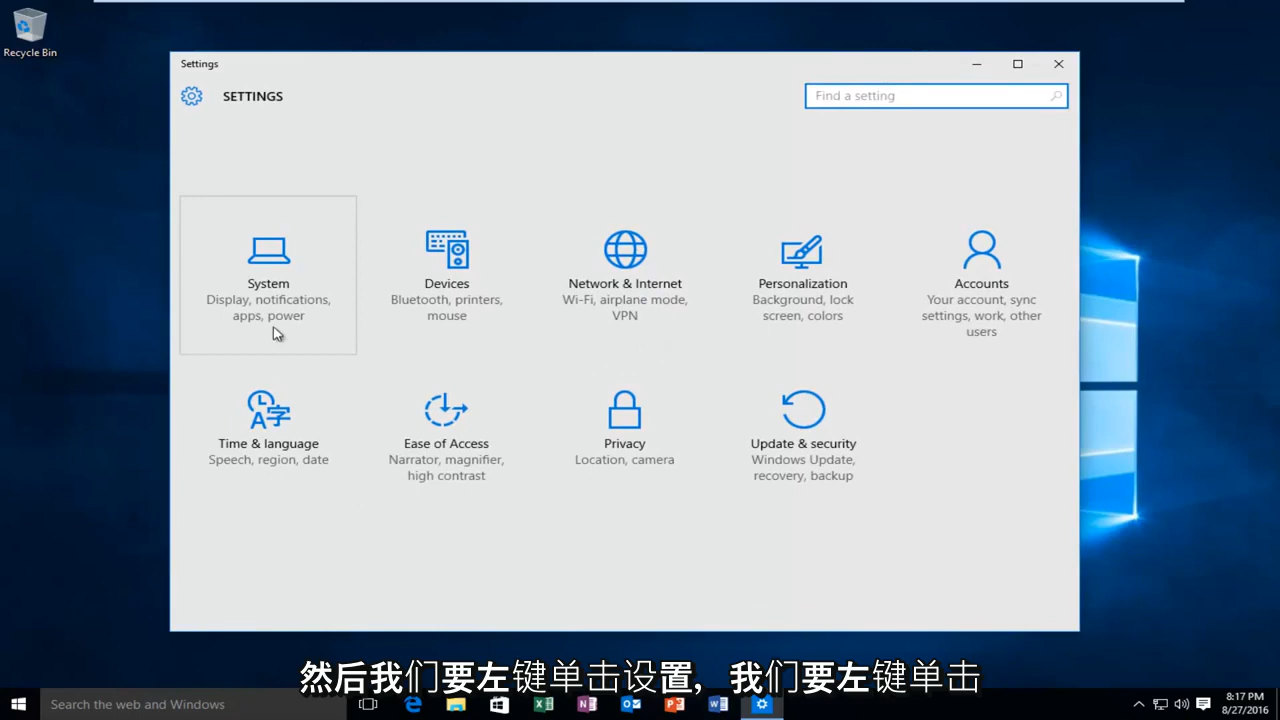 Recycle Bin
Settings
SETTINGS
Find a setting
System
Display, notifications,
apps, power
Devices
Bluetooth, printers,
mouse
Network & Internet
Wi-Fi, airplane mode,
VPN
Personalization
Background, lock
screen, colors
Accounts
Your account, sync
settings, work, other
users
Time & language
Speech, region, date
Ease of Access
Narrator, magnifier,
high contrast
Privacy
Location, camera
Update & security
Windows Update,
recovery, backup
然后我们要左键单击设置，我们要左键单击
Search the web and Windows
8:17 PM
8/27/2016